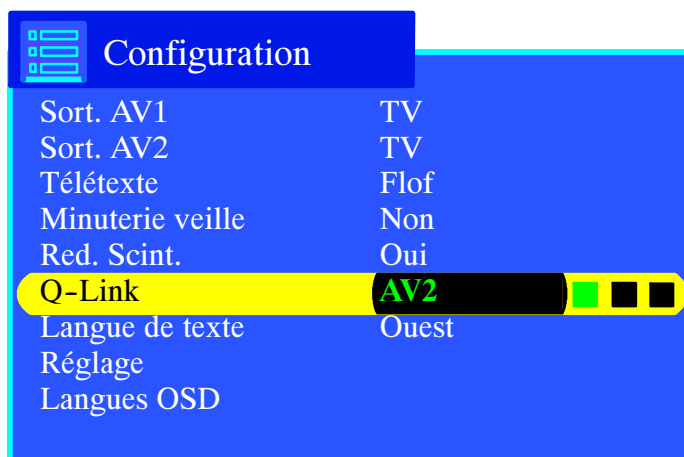 Configuration
Sort. AV1 TV
Sort. AV2 TV
Télétexte Flof
Minuterie veille Non
Red. Scint. Oui
Q-Link AV2
Langue de texte Ouest
Réglage
Langues OSD